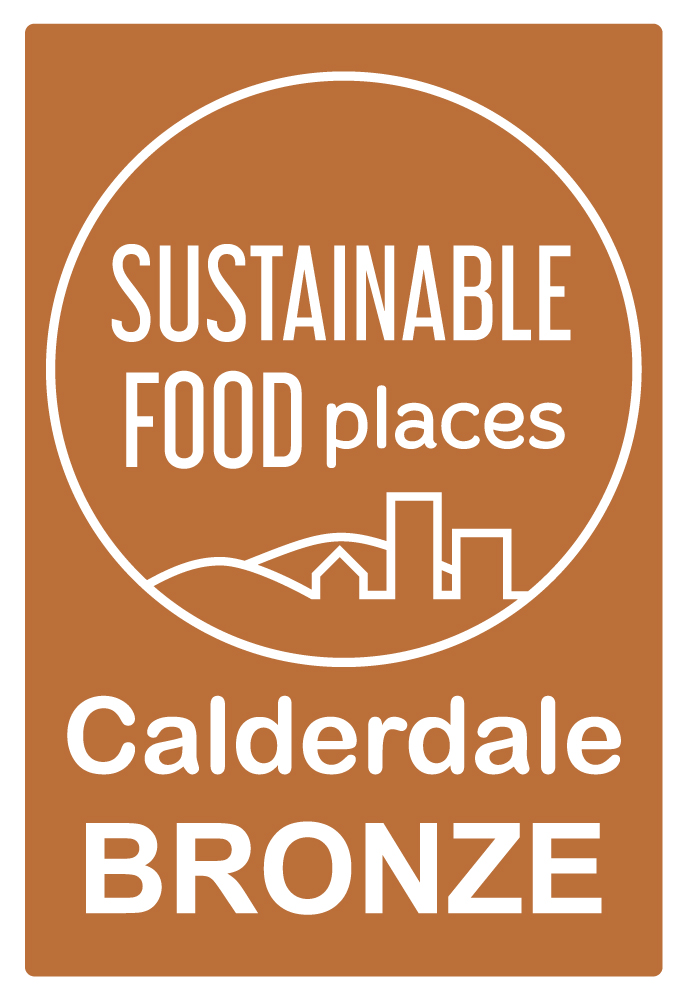 SUSTAINABLE
FOOD places
Calderdale
BRONZE